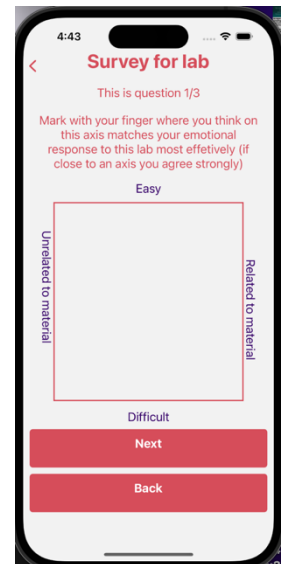 4:43
Survey for lab
This is question 1/3
Mark with your finger where you think on
this axis matches your emotional
response to this lab most effetively (if
close to an axis you agree strongly)
Easy
Unrelated to material
Related to material
Difficult
Next
Back